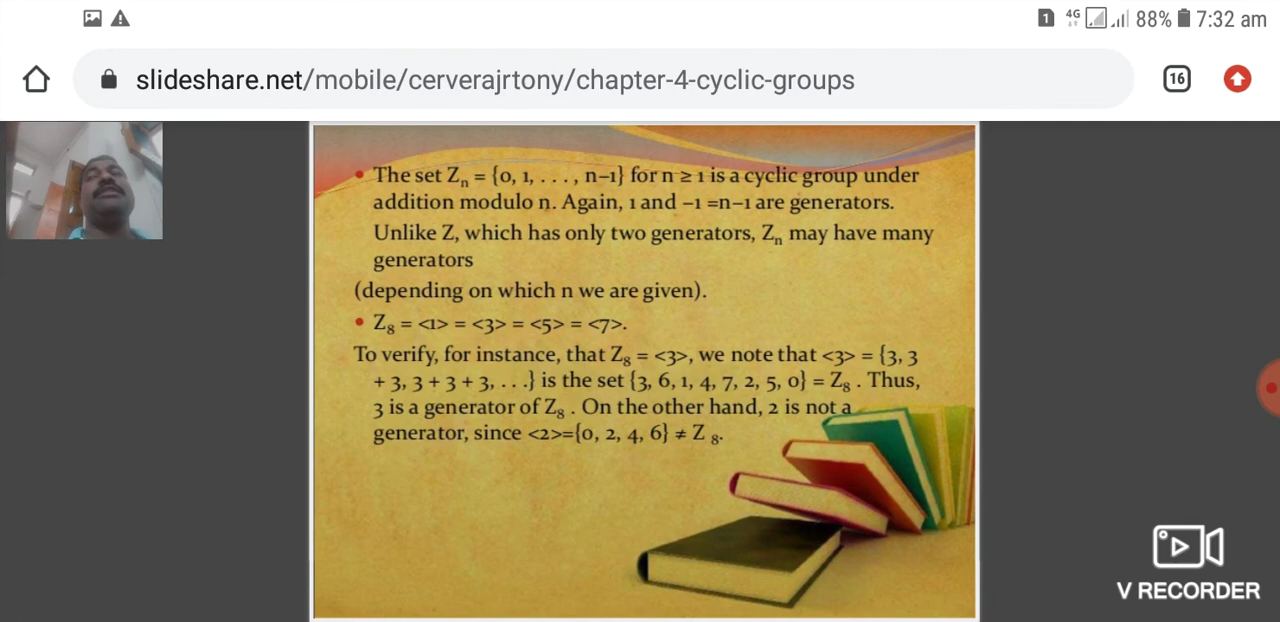 1 4G 88% 7:32 am
slideshare.net/mobile/cerverajrtony/chapter-4-cyclic-groups 16
• The set Zₙ = {0, 1, . . . , n–1} for n ≥ 1 is a cyclic group under
addition modulo n. Again, 1 and –1 =n–1 are generators.
Unlike Z, which has only two generators, Zₙ may have many
generators
(depending on which n we are given).
• Z₈ = <1> = <3> = <5> = <7>.
To verify, for instance, that Z₈ = <3>, we note that <3> = {3, 3
+ 3, 3 + 3 + 3, . . .} is the set {3, 6, 1, 4, 7, 2, 5, 0} = Z₈ . Thus,
3 is a generator of Z₈ . On the other hand, 2 is not a
generator, since <2>={0, 2, 4, 6} ≠ Z ₈.
V RECORDER